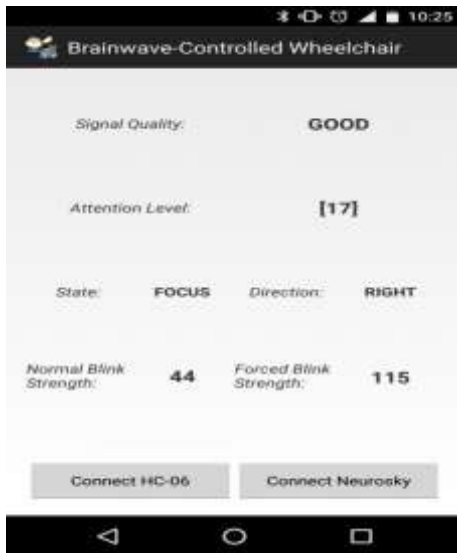 10:25
Brainwave-Controlled Wheelchair
Signal Quality: GOOD
Attention Level: [17]
State: FOCUS Direction: RIGHT
Normal Blink Strength: 44 Forced Blink Strength: 115
Connect HC-06 Connect Neurosky